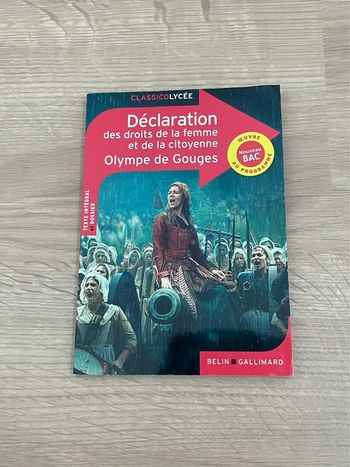 CLASSICOLYCÉE
Déclaration
des droits de la femme
et de la citoyenne
Olympe de Gouges
ŒUVRE
Nouveau
BAC
AU PROGRAMME
TEXTE INTÉGRAL
+ DOSSIER
BELIN GALLIMARD